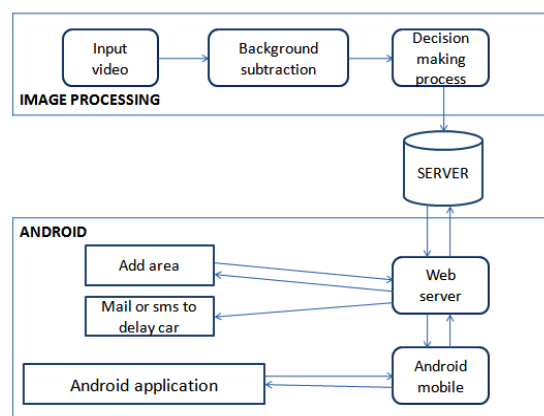 Input
video
Background
subtraction
Decision
making
process
IMAGE PROCESSING
SERVER
ANDROID
Add area
Web
server
Mail or sms to
delay car
Android application
Android
mobile